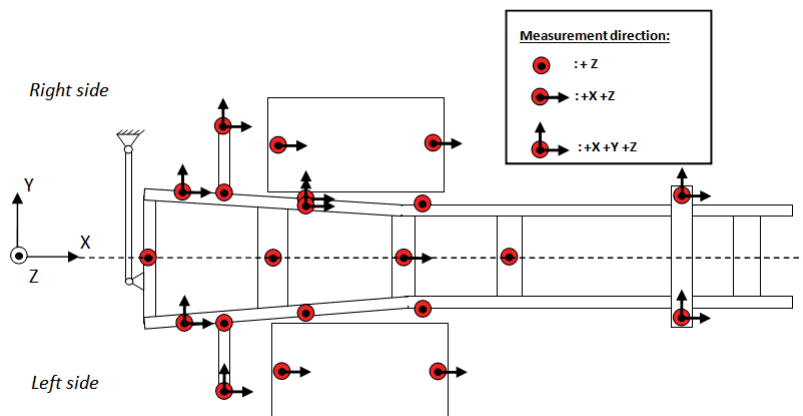 Measurement direction:
: + Z
: +X +Z
: +X +Y +Z
Right side
Y
X
Z
Left side